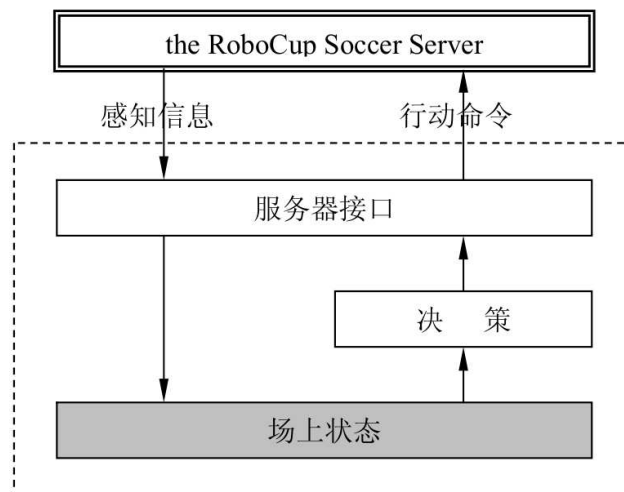 the RoboCup Soccer Server
感知信息
行动命令
服务器接口
决 策
场上状态